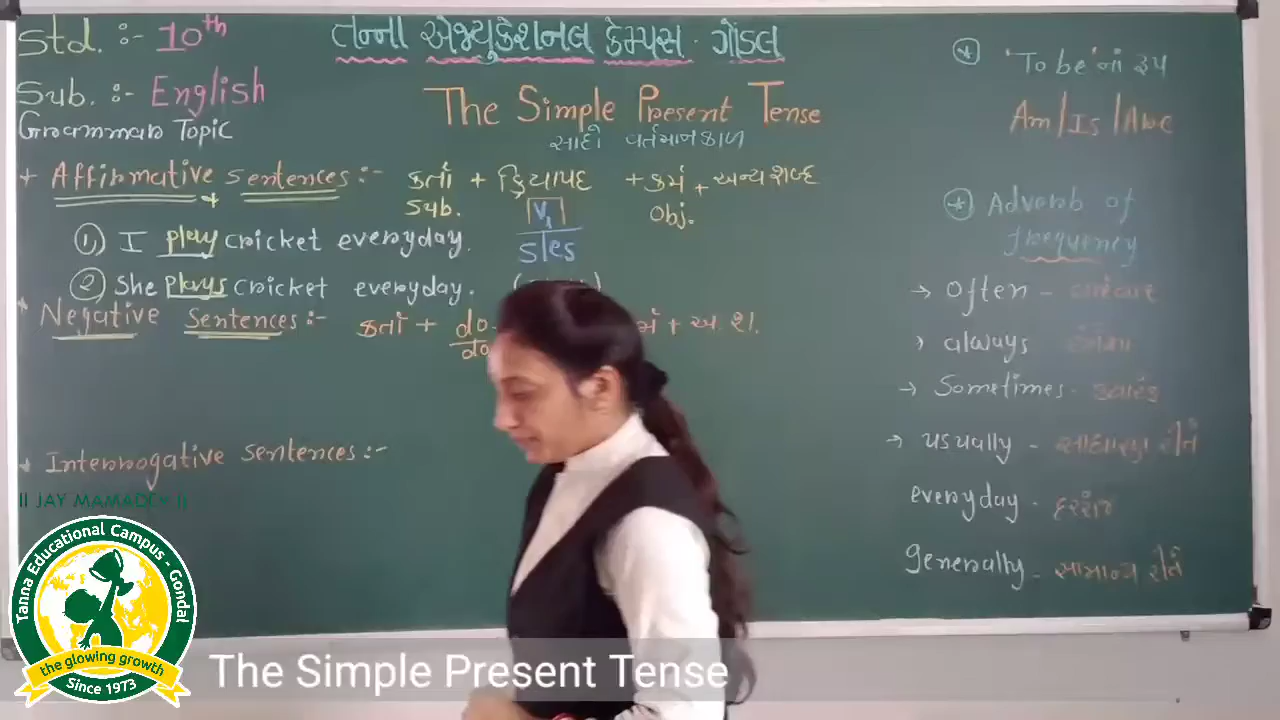 Std. :- 10th
Sub. :- English
Grammar Topic
તન્ના એજ્યુકેશનલ કેમ્પસ - ગોંડલ
The Simple Present Tense
સાદો વર્તમાનકાળ
+ Affirmative sentences :- કર્તા + ક્રિયાપદ + કર્મ + અન્ય શબ્દ
Sub. V1 Obj.
s/es
① I play cricket everyday.
② She plays cricket everyday.
* Negative Sentences :- કર્તા + do + અ. શ.
+ Interrogative sentences :-
* 'To be' નાં રૂપ
Am / Is / Are
* Adverb of
frequency
→ Often - વારંવાર
→ always - હંમેશા
→ Sometimes - ક્યારેક
→ usually - સાધારણ રીતે
everyday - દરરોજ
generally - સામાન્ય રીતે
|| JAY MAMADEV ||
Tanna Educational Campus - Gondal
the glowing growth
Since 1973
The Simple Present Tense